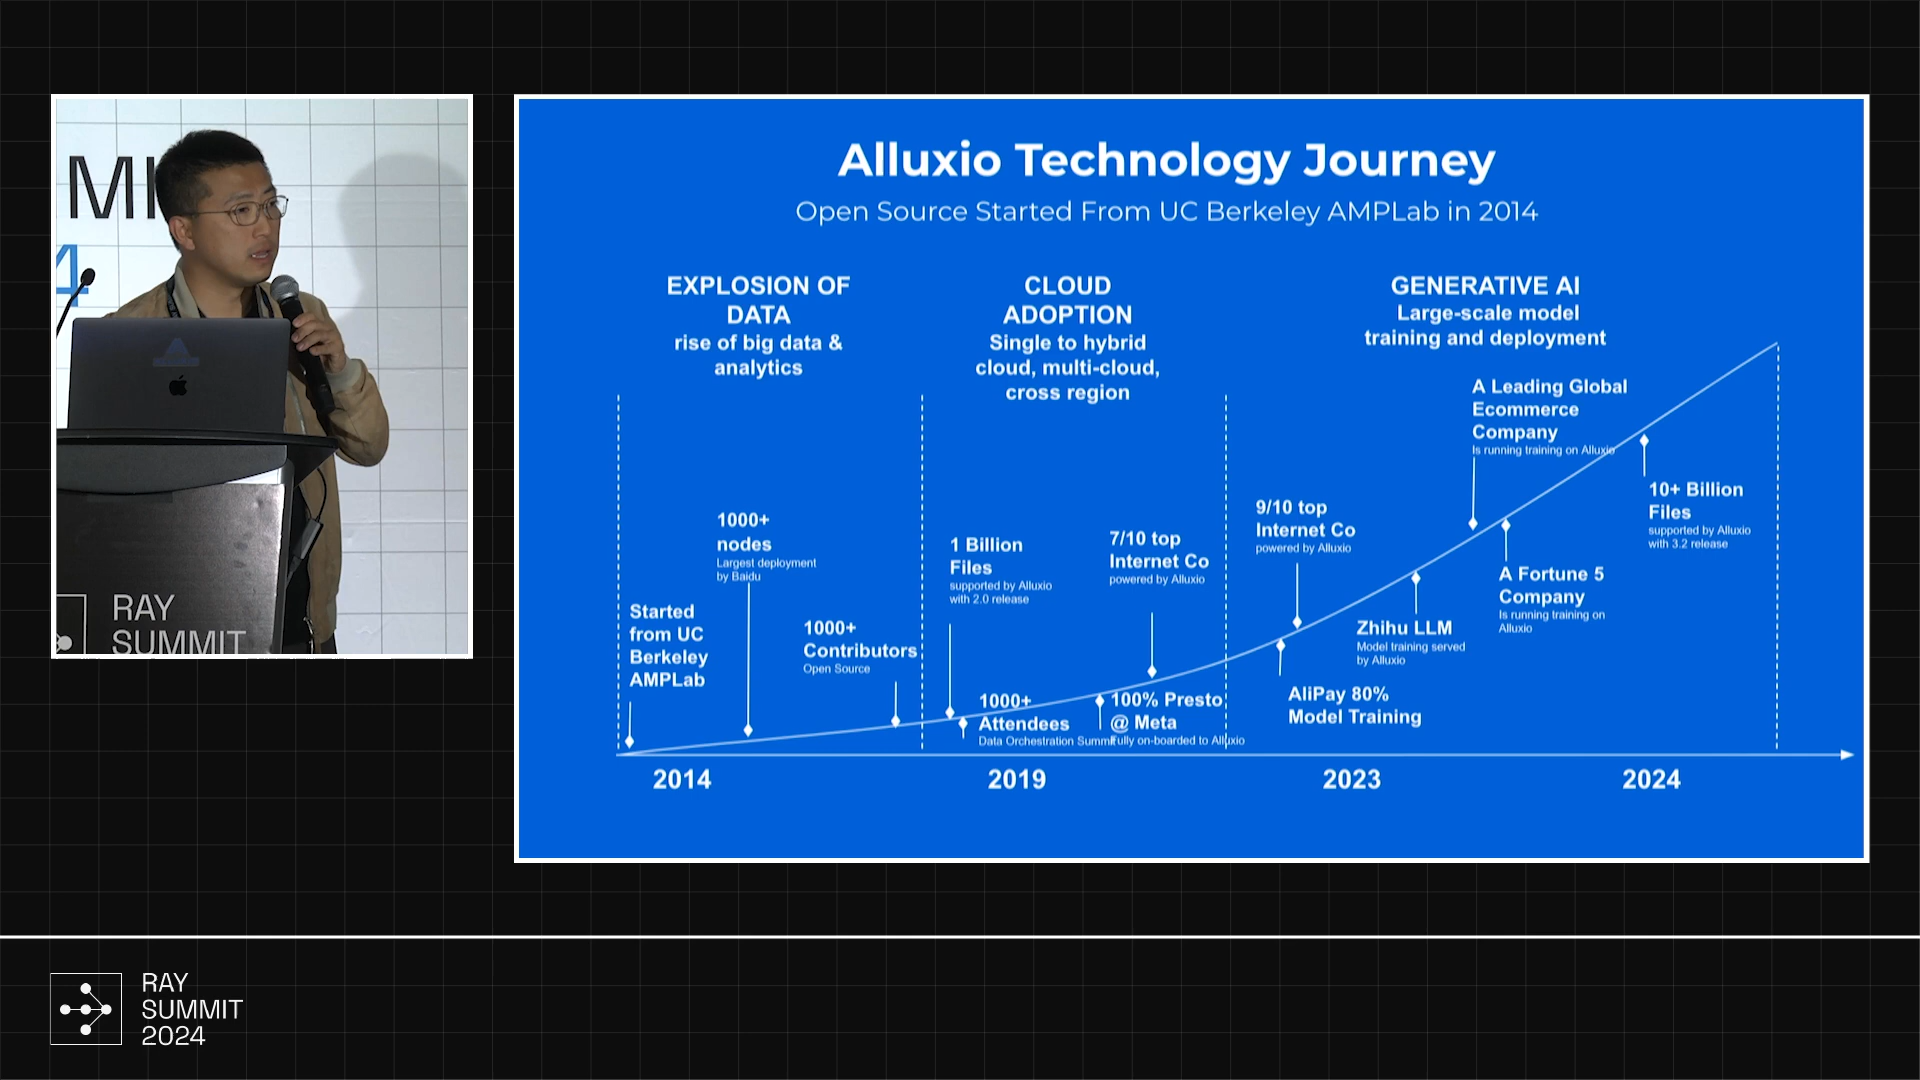 MI
4
RAY
SUMMIT
Alluxio Technology Journey
Open Source Started From UC Berkeley AMPLab in 2014
EXPLOSION OF
DATA
rise of big data &
analytics
CLOUD
ADOPTION
Single to hybrid
cloud, multi-cloud,
cross region
GENERATIVE AI
Large-scale model
training and deployment
Started
from UC
Berkeley
AMPLab
1000+
nodes
Largest deployment
by Baidu
1000+
Contributors
Open Source
1 Billion
Files
supported by Alluxio
with 2.0 release
1000+
Attendees
Data Orchestration Summit
7/10 top
Internet Co
powered by Alluxio
100% Presto
@ Meta
Fully on-boarded to Alluxio
9/10 top
Internet Co
powered by Alluxio
AliPay 80%
Model Training
Zhihu LLM
Model training served
by Alluxio
A Leading Global
Ecommerce
Company
Is running training on Alluxio
A Fortune 5
Company
Is running training on
Alluxio
10+ Billion
Files
supported by Alluxio
with 3.2 release
2014
2019
2023
2024
RAY
SUMMIT
2024